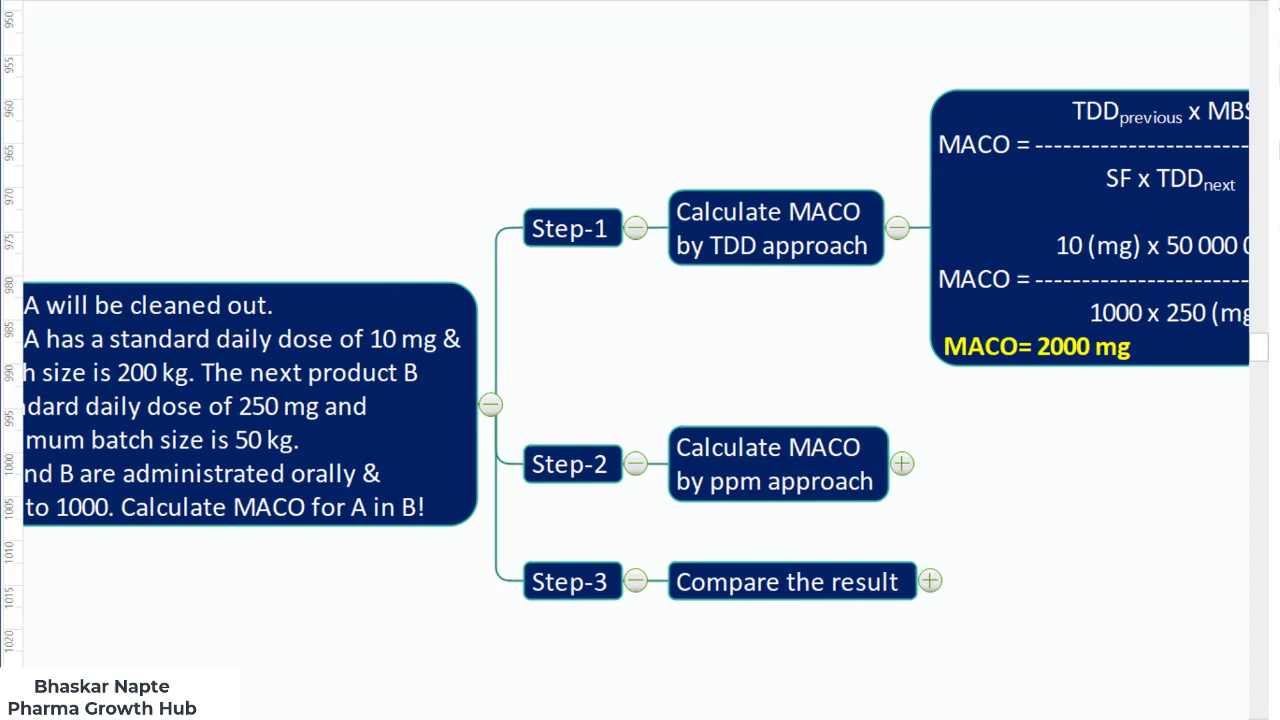 950
955
960
965
970
975
980
985
990
995
1000
1005
1010
1015
1020
A will be cleaned out.
A has a standard daily dose of 10 mg &
size is 200 kg. The next product B
daily dose of 250 mg and
batch size is 50 kg.
B are administrated orally &
to 1000. Calculate MACO for A in B!
Step-1
Calculate MACO
by TDD approach
TDDprevious x MBS
MACO = -----------------------
SF x TDDnext
10 (mg) x 50 000
MACO = -----------------------
1000 x 250 (mg
MACO= 2000 mg
Step-2
Calculate MACO
by ppm approach
Step-3
Compare the result
Bhaskar Napte
Pharma Growth Hub